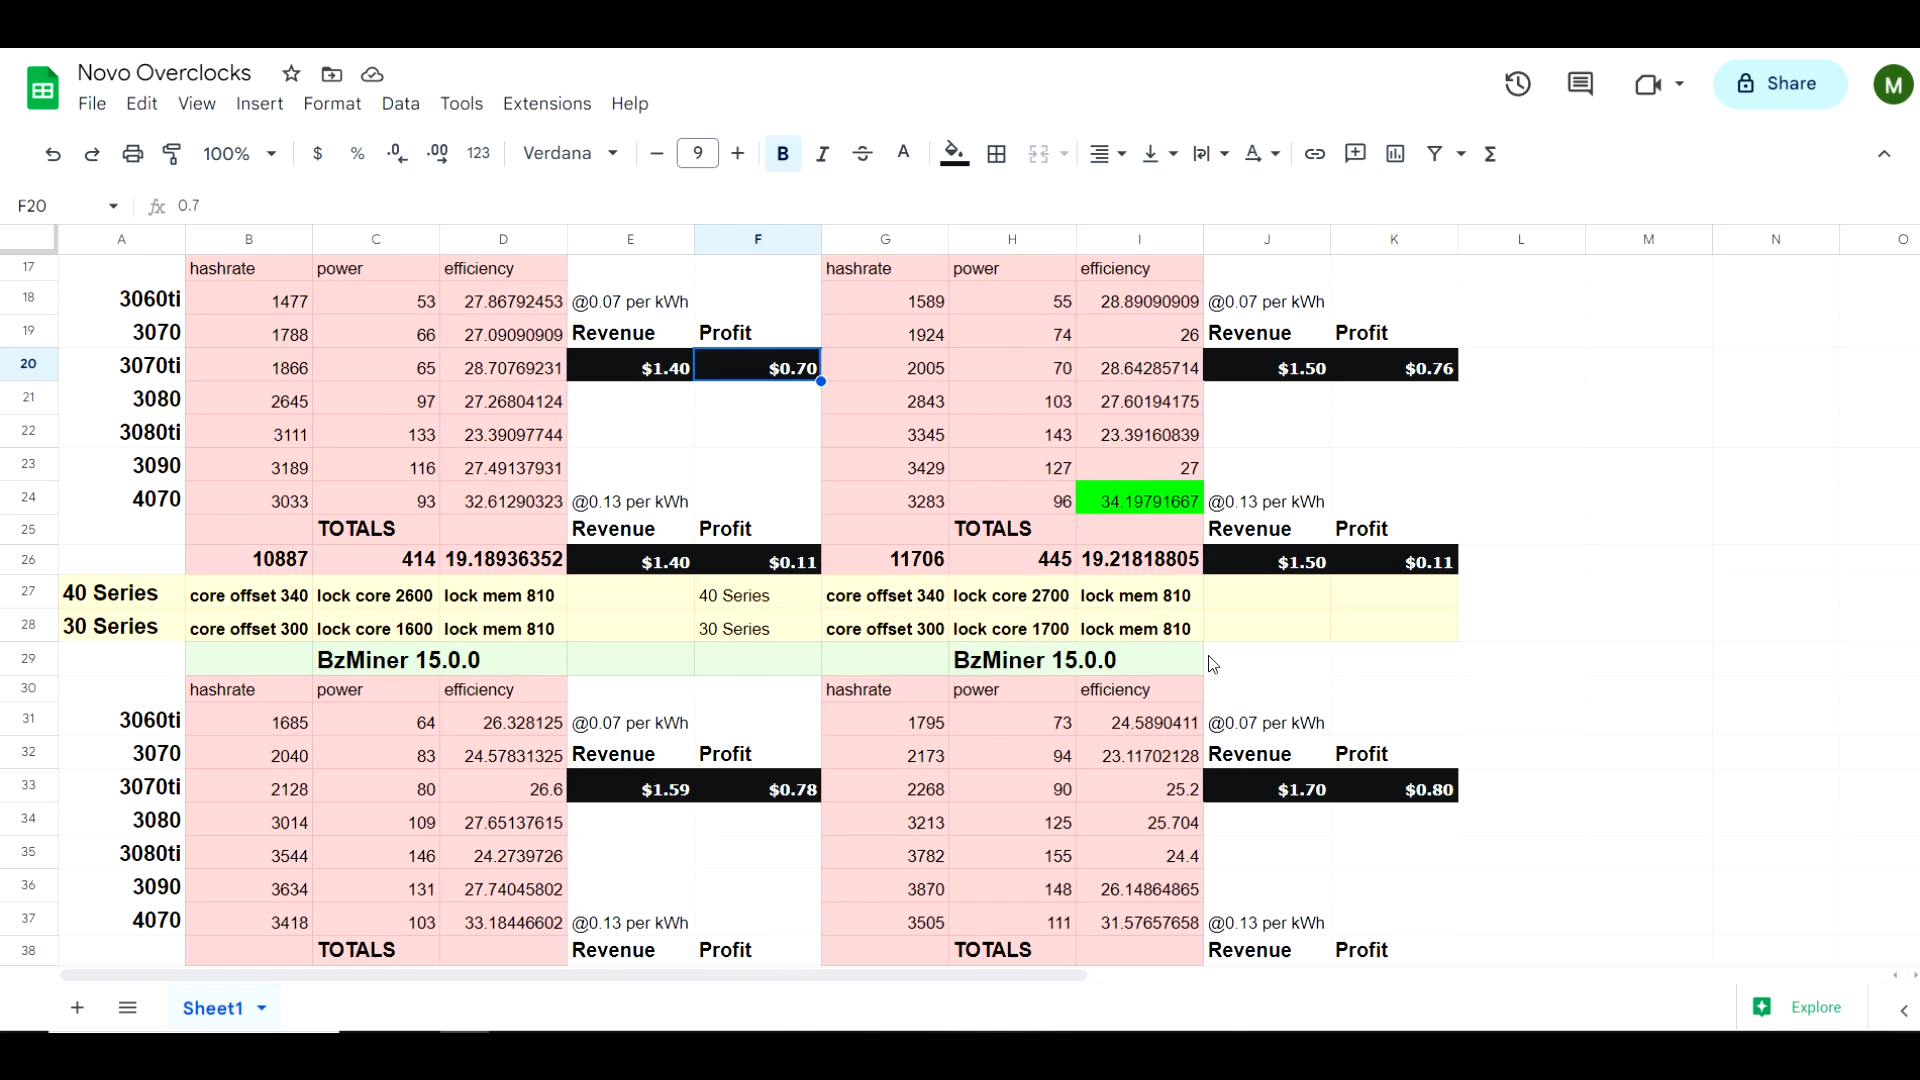 Novo Overclocks
File Edit View Insert Format Data Tools Extensions Help
Share
M
100% $ % .0 .00 123 Verdana 9 B I A A Σ
F20 fx 0.7
A B C D E F G H I J K L M N O
17 hashrate power efficiency hashrate power efficiency
18 3060ti 1477 53 27.86792453 @0.07 per kWh 1589 55 28.89090909 @0.07 per kWh
19 3070 1788 66 27.09090909 Revenue Profit 1924 74 26 Revenue Profit
20 3070ti 1866 65 28.70769231 $1.40 $0.70 2005 70 28.64285714 $1.50 $0.76
21 3080 2645 97 27.26804124 2843 103 27.60194175
22 3080ti 3111 133 23.39097744 3345 143 23.39160839
23 3090 3189 116 27.49137931 3429 127 27
24 4070 3033 93 32.61290323 @0.13 per kWh 3283 96 34.19791667 @0.13 per kWh
25 TOTALS Revenue Profit TOTALS Revenue Profit
26 10887 414 19.18936352 $1.40 $0.11 11706 445 19.21818805 $1.50 $0.11
27 40 Series core offset 340 lock core 2600 lock mem 810 40 Series core offset 340 lock core 2700 lock mem 810
28 30 Series core offset 300 lock core 1600 lock mem 810 30 Series core offset 300 lock core 1700 lock mem 810
29 BzMiner 15.0.0 BzMiner 15.0.0
30 hashrate power efficiency hashrate power efficiency
31 3060ti 1685 64 26.328125 @0.07 per kWh 1795 73 24.5890411 @0.07 per kWh
32 3070 2040 83 24.57831325 Revenue Profit 2173 94 23.11702128 Revenue Profit
33 3070ti 2128 80 26.6 $1.59 $0.78 2268 90 25.2 $1.70 $0.80
34 3080 3014 109 27.65137615 3213 125 25.704
35 3080ti 3544 146 24.2739726 3782 155 24.4
36 3090 3634 131 27.74045802 3870 148 26.14864865
37 4070 3418 103 33.18446602 @0.13 per kWh 3505 111 31.57657658 @0.13 per kWh
38 TOTALS Revenue Profit TOTALS Revenue Profit
Sheet1
Explore